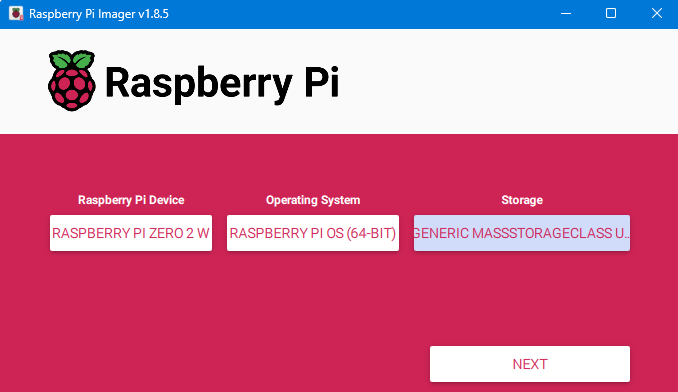 Raspberry Pi Imager v1.8.5
Raspberry Pi
Raspberry Pi Device
Operating System
Storage
RASPBERRY PI ZERO 2 W
RASPBERRY PI OS (64-BIT)
GENERIC MASSSTORAGECLASS U...
NEXT